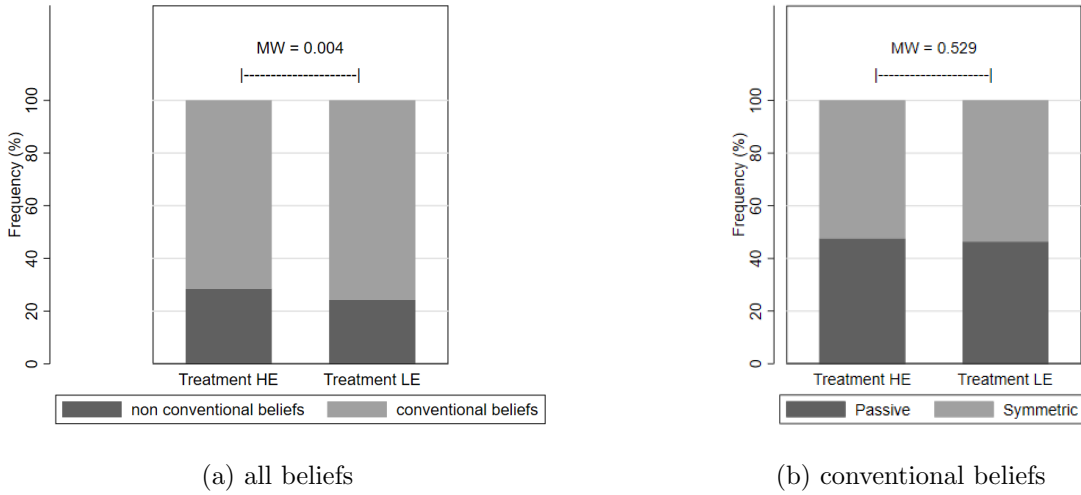 MW = 0.004
|---------------------|
Frequency (%)
100
80
60
40
20
0
Treatment HE
Treatment LE
non conventional beliefs
conventional beliefs
(a) all beliefs
MW = 0.529
|---------------------|
Frequency (%)
100
80
60
40
20
0
Treatment HE
Treatment LE
Passive
Symmetric
(b) conventional beliefs